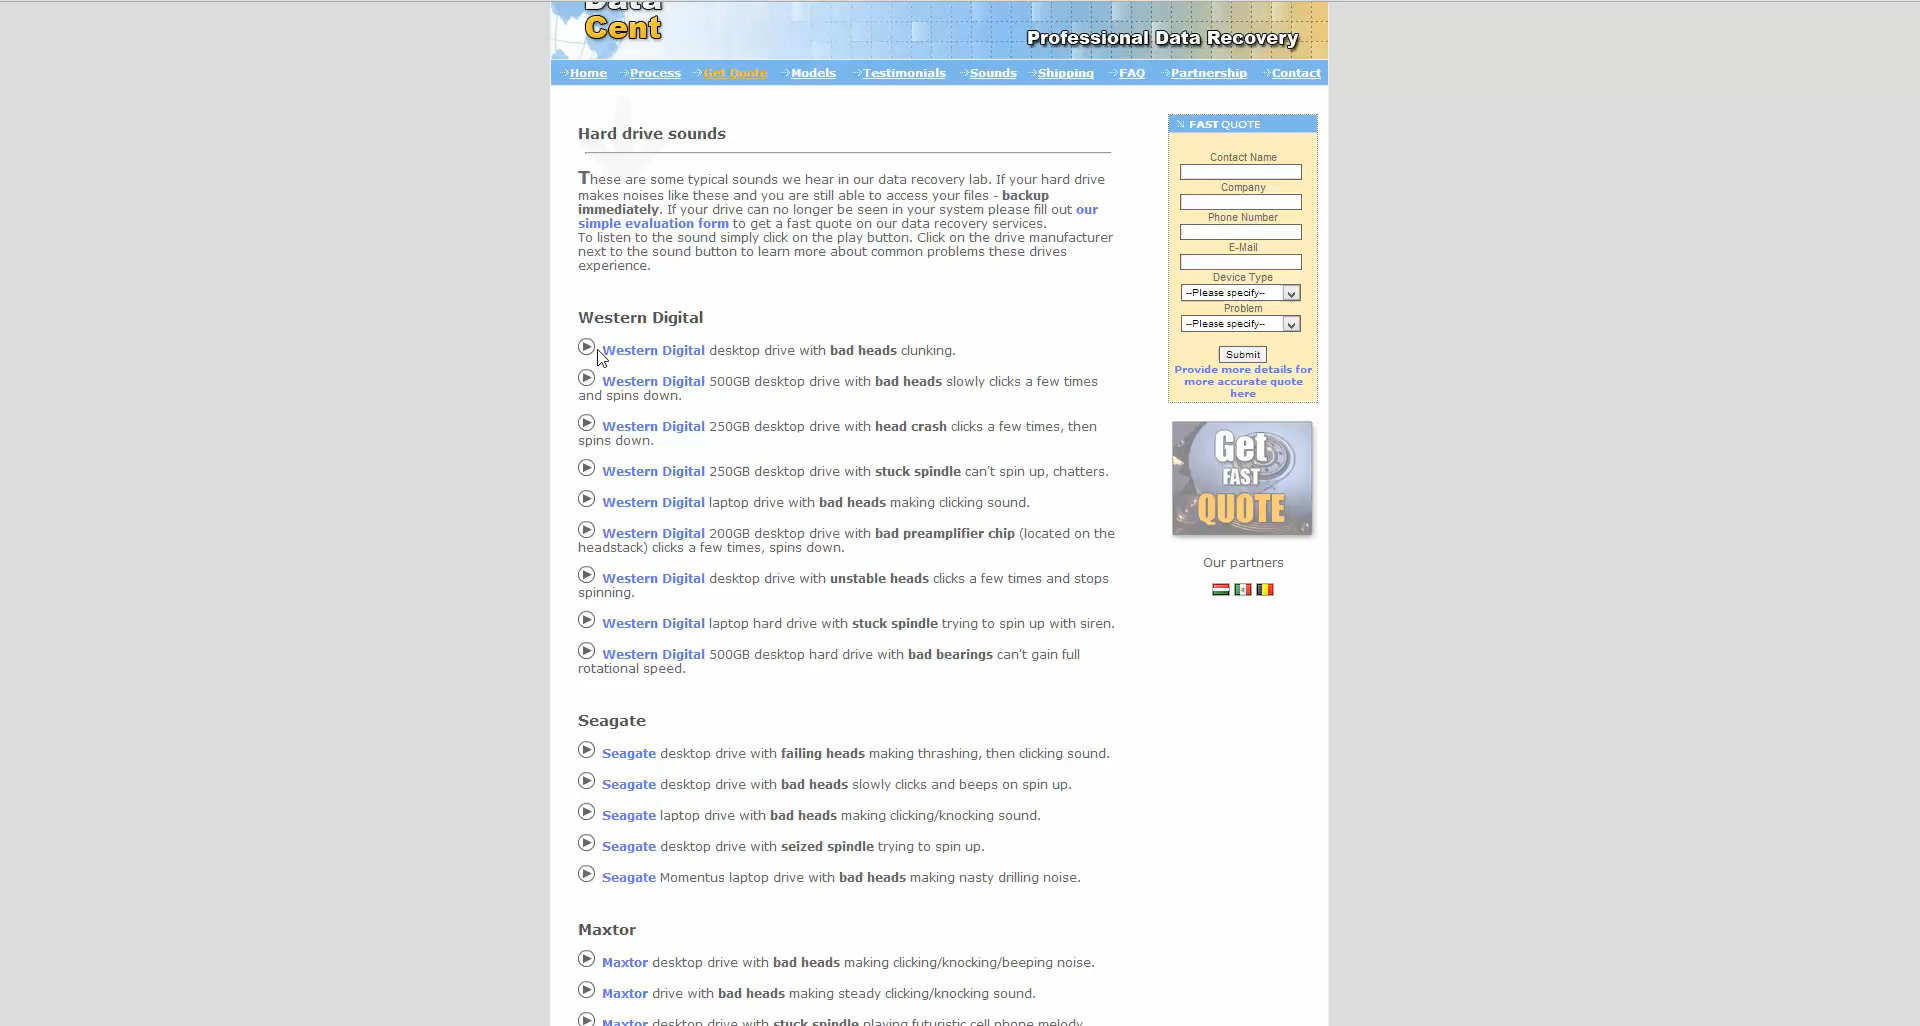 Data
Cent
Professional Data Recovery
Home Process Get Quote Models Testimonials Sounds Shipping FAQ Partnership Contact
Hard drive sounds
These are some typical sounds we hear in our data recovery lab. If your hard drive
makes noises like these and you are still able to access your files - backup
immediately. If your drive can no longer be seen in your system please fill out our
simple evaluation form to get a fast quote on our data recovery services.
To listen to the sound simply click on the play button. Click on the drive manufacturer
next to the sound button to learn more about common problems these drives
experience.
Western Digital
Western Digital desktop drive with bad heads clunking.
Western Digital 500GB desktop drive with bad heads slowly clicks a few times
and spins down.
Western Digital 250GB desktop drive with head crash clicks a few times, then
spins down.
Western Digital 250GB desktop drive with stuck spindle can't spin up, chatters.
Western Digital laptop drive with bad heads making clicking sound.
Western Digital 200GB desktop drive with bad preamplifier chip (located on the
headstack) clicks a few times, spins down.
Western Digital desktop drive with unstable heads clicks a few times and stops
spinning.
Western Digital laptop hard drive with stuck spindle trying to spin up with siren.
Western Digital 500GB desktop hard drive with bad bearings can't gain full
rotational speed.
Seagate
Seagate desktop drive with failing heads making thrashing, then clicking sound.
Seagate desktop drive with bad heads slowly clicks and beeps on spin up.
Seagate laptop drive with bad heads making clicking/knocking sound.
Seagate desktop drive with seized spindle trying to spin up.
Seagate Momentus laptop drive with bad heads making nasty drilling noise.
Maxtor
Maxtor desktop drive with bad heads making clicking/knocking/beeping noise.
Maxtor drive with bad heads making steady clicking/knocking sound.
Maxtor desktop drive with stuck spindle playing futuristic cell phone melody.
FAST QUOTE
Contact Name
Company
Phone Number
E-Mail
Device Type
--Please specify--
Problem
--Please specify--
Submit
Provide more details for
more accurate quote
here
Get
FAST
QUOTE
Our partners